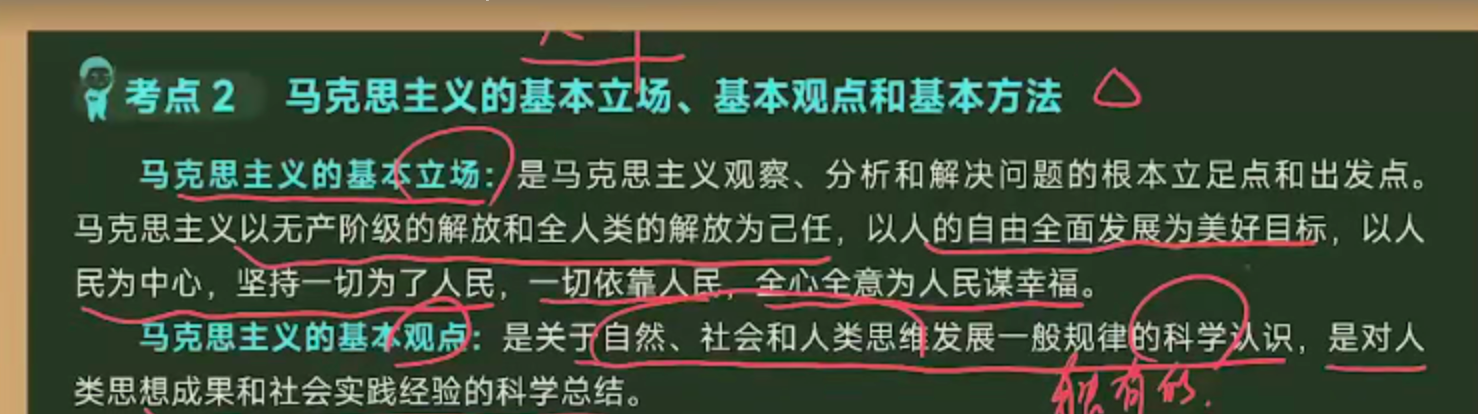 考点2 马克思主义的基本立场、基本观点和基本方法
马克思主义的基本立场：是马克思主义观察、分析和解决问题的根本立足点和出发点。
马克思主义以无产阶级的解放和全人类的解放为己任，以人的自由全面发展为美好目标，以人
民为中心，坚持一切为了人民，一切依靠人民，全心全意为人民谋幸福。
马克思主义的基本观点：是关于自然、社会和人类思维发展一般规律的科学认识，是对人
类思想成果和社会实践经验的科学总结。